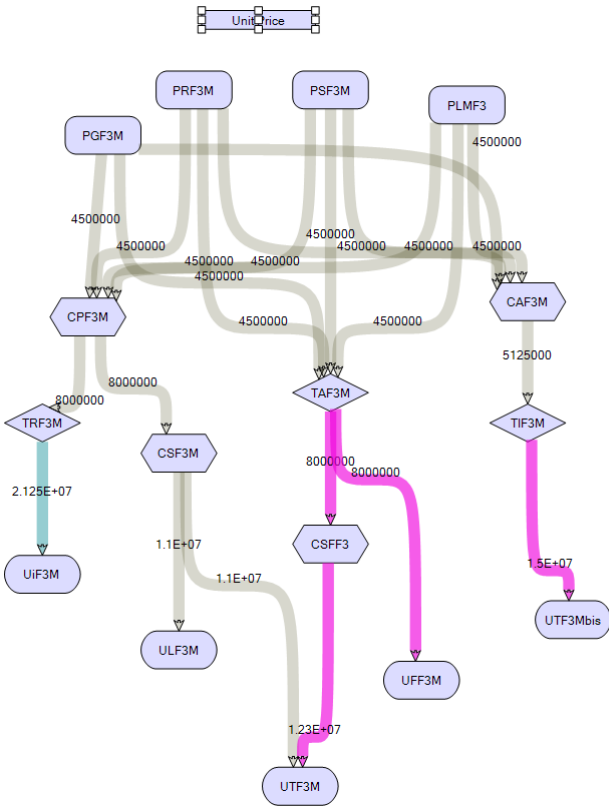 Unit Price
PRF3M
PSF3M
PLMF3
PGF3M
4500000
4500000
4500000
4500000
4500000
4500000
4500000
4500000
4500000
CAF3M
CPF3M
4500000
4500000
5125000
8000000
TAF3M
8000000
TRF3M
TIF3M
CSF3M
8000000
8000000
2.125E+07
CSFF3
1.1E+07
1.5E+07
UiF3M
1.1E+07
UTF3Mbis
ULF3M
UFF3M
1.23E+07
UTF3M